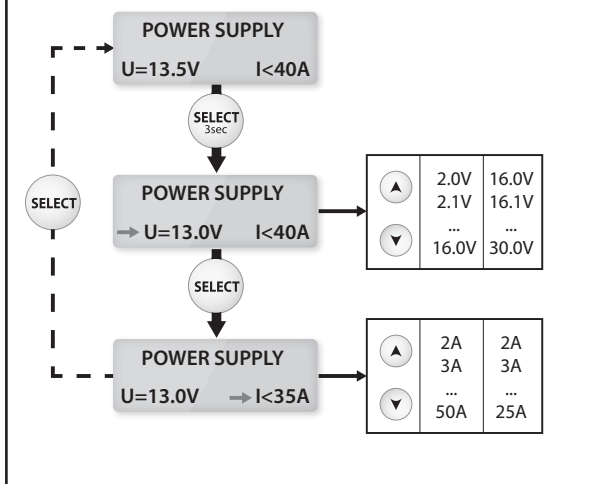 POWER SUPPLY
U=13.5V I<40A
SELECT
3sec
POWER SUPPLY
U=13.0V I<40A
2.0V 16.0V
2.1V 16.1V
... ...
16.0V 30.0V
SELECT
SELECT
POWER SUPPLY
U=13.0V I<35A
2A 2A
3A 3A
... ...
50A 25A